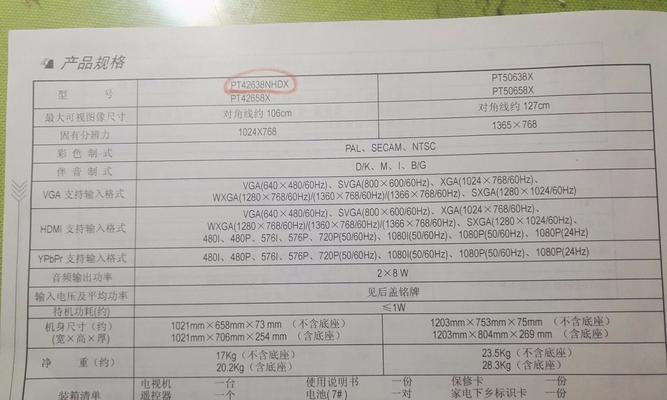 产品规格
型 号 PT42638NHDX PT50638X
PT42658X PT50658X
最大可视图像尺寸 对角线约 106cm 对角线约 127cm
固有分辨力 1024X768 1365×768
彩色制式 PAL、SECAM、NTSC
伴音制式 D/K、M、I、B/G
VGA 支持输入格式 VGA(640×480/60Hz)、SVGA(800×600/60Hz)、XGA(1024×768/60Hz)、
WXGA(1280×768/60Hz)/(1360×768/60Hz)/(1366×768/60Hz)、SXGA(1280×1024/60Hz)
HDMI 支持输入格式 VGA(640×480/60Hz)、SVGA(800×600/60Hz)、XGA(1024×768/60Hz)、
WXGA(1280×768/60Hz)/(1360×768/60Hz)/(1366×768/60Hz)、SXGA(1280×1024/60Hz)、
480I、480P、576I、576P、720P(50/60Hz)、1080I(50/60Hz)、1080P(50/60Hz)、1080P(24Hz)
YPbPr 支持输入格式 480I、480P、576I、576P、720P(50/60Hz)、1080I(50/60Hz)、1080P(50/60Hz)、1080P(24Hz)
音频输出功率 2×8 W
输入电压及平均功率 见后盖铭牌
待机功耗(约) ≤1W
机身尺寸(约) 1021mm×658mm×73 mm (不含底座) 1203mm×753mm×75mm (不含底座)
(宽×高×厚) 1021mm×706mm×254 mm (含底座) 1203mm×804mm×269 mm (含底座)
净 重(约) 17Kg(不含底座) 23.5Kg(不含底座)
20.2Kg(含底座) 28.3Kg(含底座)
装箱清单 电视机 一台 使用说明书 一份 保修卡 一份
遥控器 一个 电池(7#) 一对 家电下乡标识卡 一份